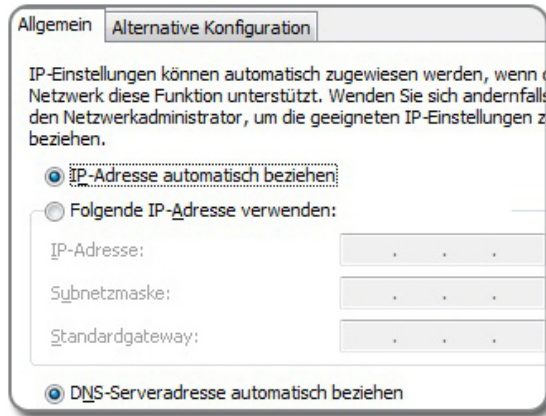 Allgemein
Alternative Konfiguration
IP-Einstellungen können automatisch zugewiesen werden, wenn
Netzwerk diese Funktion unterstützt. Wenden Sie sich andernfalls
den Netzwerkadministrator, um die geeigneten IP-Einstellungen
beziehen.
IP-Adresse automatisch beziehen
Folgende IP-Adresse verwenden:
IP-Adresse:
Subnetzmaske:
Standardgateway:
DNS-Serveradresse automatisch beziehen